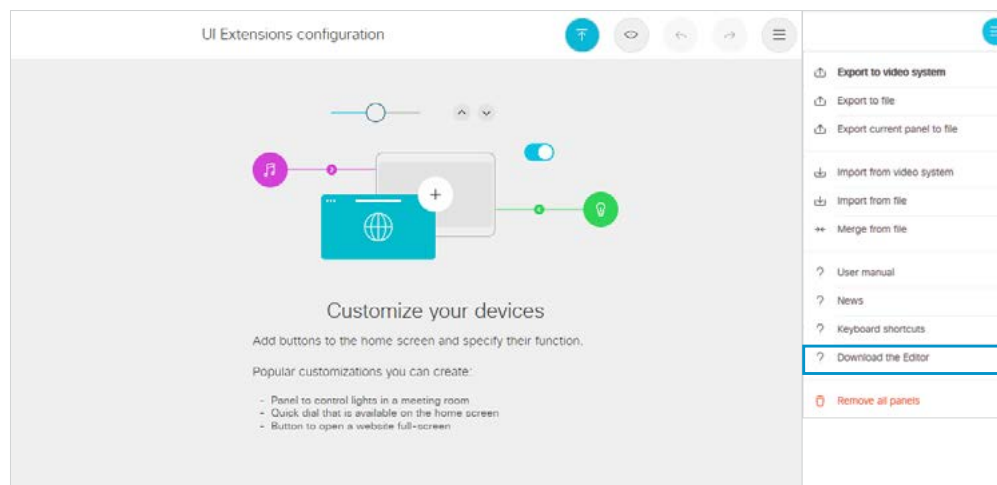 UI Extensions configuration
Customize your devices
Add buttons to the home screen and specify their function.
Popular customizations you can create:
- Panel to control lights in a meeting room
- Quick dial that is available on the home screen
- Button to open a website full-screen
Export to video system
Export to file
Export current panel to file
Import from video system
Import from file
Merge from file
? User manual
? News
? Keyboard shortcuts
? Download the Editor
Remove all panels